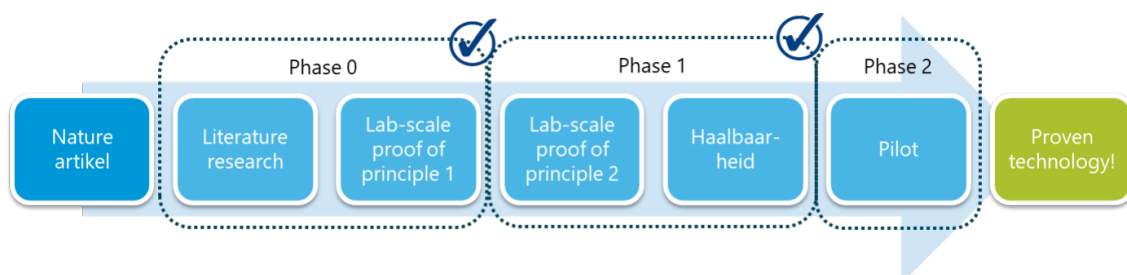 Phase 0
Phase 1
Phase 2
Nature
artikel
Literature
research
Lab-scale
proof of
principle 1
Lab-scale
proof of
principle 2
Haalbaar-
heid
Pilot
Proven
technology!